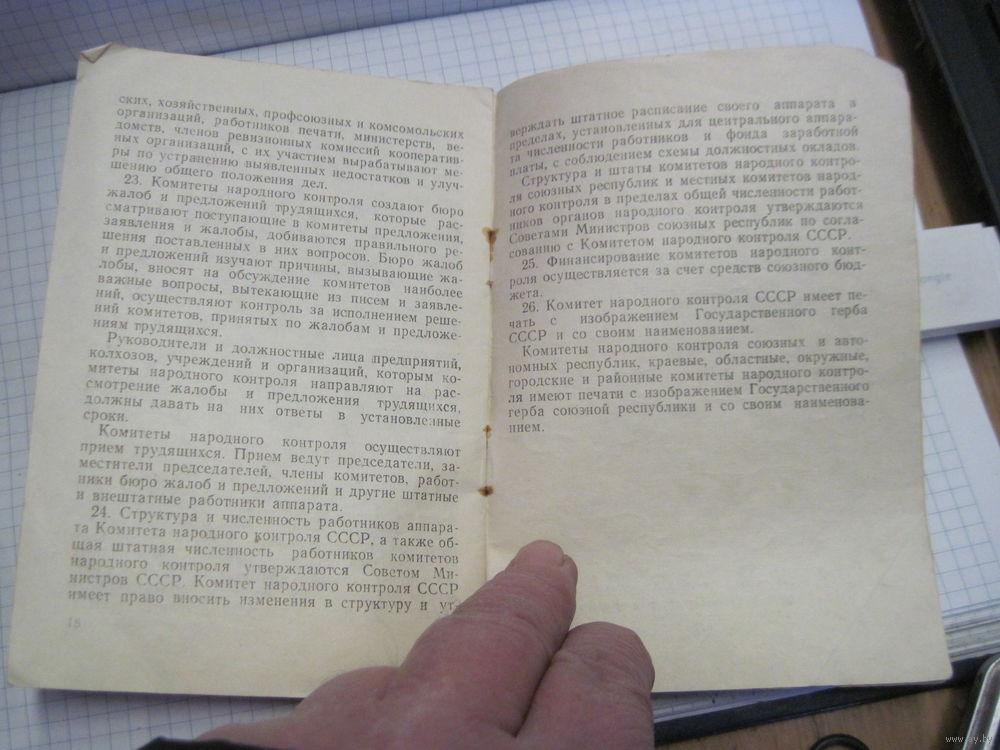 ских, хозяйственных, профсоюзных и комсомольских
организаций, работников печати, министерств, ве-
домств, членов ревизионных комиссий кооператив-
ных организаций, с их участием вырабатывают ме-
ры по устранению выявленных недостатков и улуч-
шению общего положения дел.
23. Комитеты народного контроля создают бюро
жалоб и предложений трудящихся, которые рас-
сматривают поступающие в комитеты предложения,
заявления и жалобы, добиваются правильного ре-
шения поставленных в них вопросов. Бюро жалоб
и предложений изучают причины, вызывающие жа-
лобы, вносят на обсуждение комитетов наиболее
важные вопросы, вытекающие из писем и заявле-
ний, осуществляют контроль за исполнением реше-
ний комитетов, принятых по жалобам и предложе-
ниям трудящихся.
Руководители и должностные лица предприятий,
колхозов, учреждений и организаций, которым ко-
митеты народного контроля направляют на рас-
смотрение жалобы и предложения трудящихся,
должны давать на них ответы в установленные
сроки.
Комитеты народного контроля осуществляют
прием трудящихся. Прием ведут председатели, за-
местители председателей, члены комитетов, работ-
ники бюро жалоб и предложений и другие штатные
и внештатные работники аппарата.
24. Структура и численность работников аппара-
та Комитета народного контроля СССР, а также об-
щая штатная численность работников комитетов
народного контроля утверждаются Советом Ми-
нистров СССР. Комитет народного контроля СССР
имеет право вносить изменения в структуру и ут-
верждать штатное расписание своего аппарата в
пределах, установленных для центрального аппара-
та численности работников и фонда заработной
платы, с соблюдением схемы должностных окладов.
Структура и штаты комитетов народного контро-
ля союзных республик и местных комитетов народ-
ного контроля в пределах общей численности работ-
ников органов народного контроля утверждаются
Советами Министров союзных республик по согла-
сованию с Комитетом народного контроля СССР.
25. Финансирование комитетов народного конт-
роля осуществляется за счет средств союзного бюд-
жета.
26. Комитет народного контроля СССР имеет пе-
чать с изображением Государственного герба
СССР и со своим наименованием.
Комитеты народного контроля союзных и авто-
номных республик, краевые, областные, окружные,
городские и районные комитеты народного контро-
ля имеют печати с изображением Государственного
герба союзной республики и со своим наименова-
нием.
www.ay.by